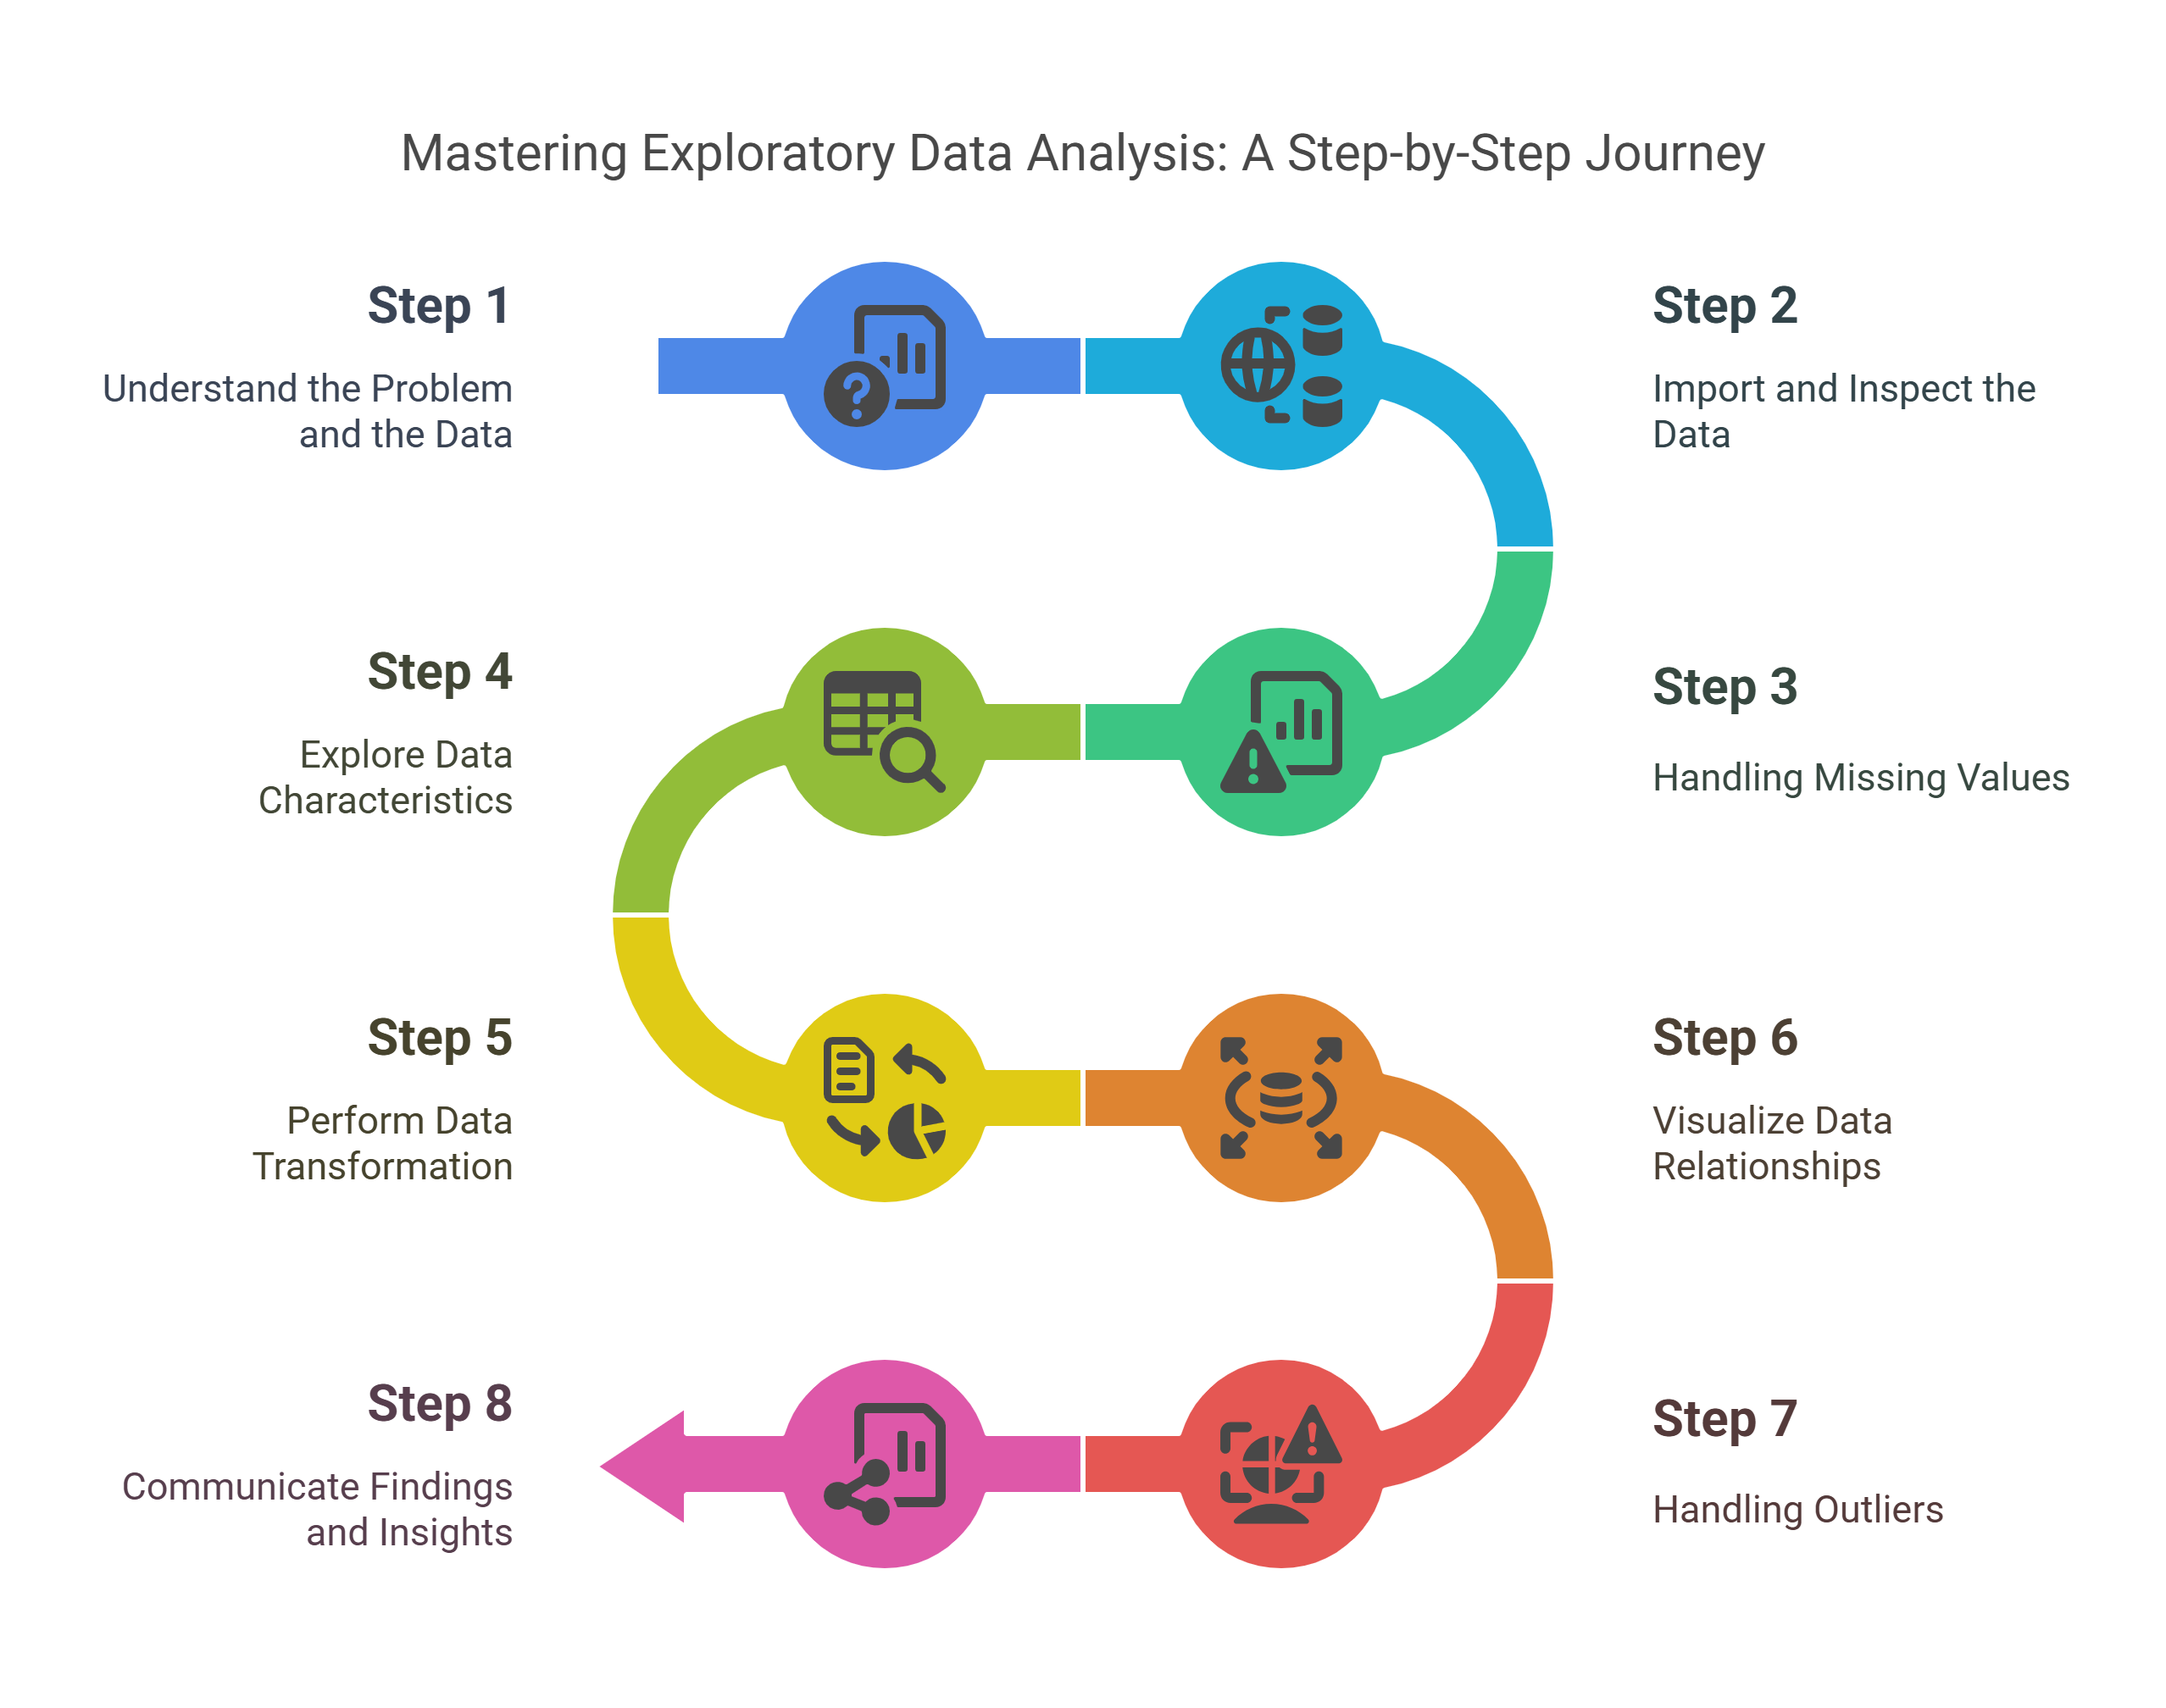 Mastering Exploratory Data Analysis: A Step-by-Step Journey
Step 1
Understand the Problem
and the Data
Step 2
Import and Inspect the
Data
Step 3
Handling Missing Values
Step 4
Explore Data
Characteristics
Step 5
Perform Data
Transformation
Step 6
Visualize Data
Relationships
Step 7
Handling Outliers
Step 8
Communicate Findings
and Insights